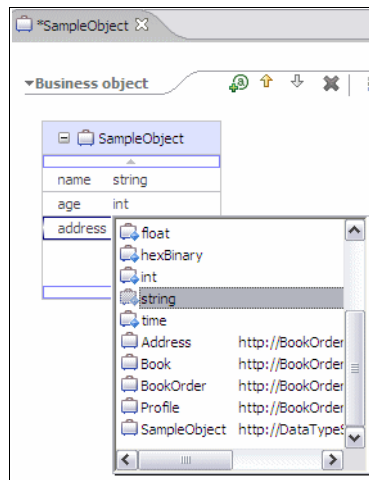 *SampleObject
Business object
SampleObject
name string
age int
address
float
hexBinary
int
string
time
Address http://BookOrder
Book http://BookOrder
BookOrder http://BookOrder
Profile http://BookOrder
SampleObject http://DataTypeS